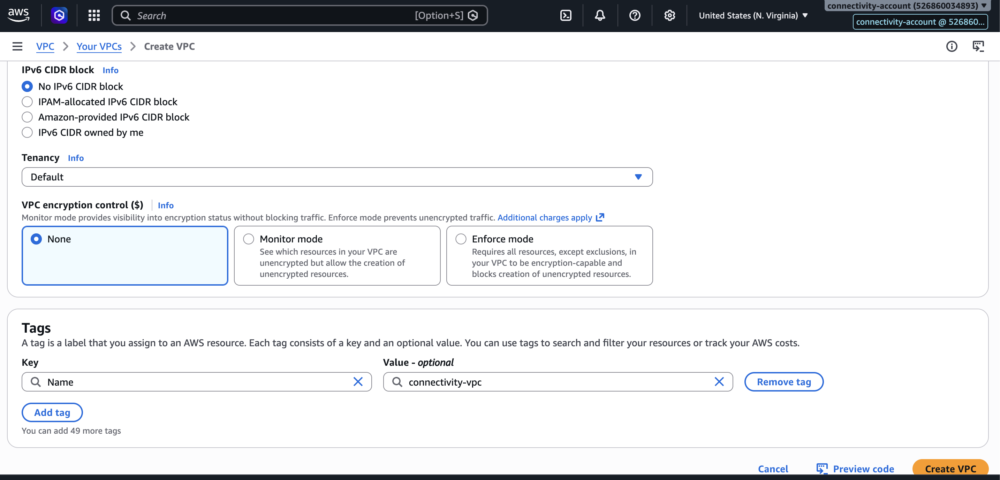 aws
Search [Option+S]
United States (N. Virginia)
connectivity-account (526860034893)
connectivity-account @ 526860...
VPC
Your VPCs
Create VPC
IPv6 CIDR block Info
No IPv6 CIDR block
IPAM-allocated IPv6 CIDR block
Amazon-provided IPv6 CIDR block
IPv6 CIDR owned by me
Tenancy Info
Default
VPC encryption control ($) Info
Monitor mode provides visibility into encryption status without blocking traffic. Enforce mode prevents unencrypted traffic. Additional charges apply
None
Monitor mode
See which resources in your VPC are
unencrypted but allow the creation of
unencrypted resources.
Enforce mode
Requires all resources, except exclusions, in
your VPC to be encryption-capable and
blocks creation of unencrypted resources.
Tags
A tag is a label that you assign to an AWS resource. Each tag consists of a key and an optional value. You can use tags to search and filter your resources or track your AWS costs.
Key
Value - optional
Name
connectivity-vpc
Remove tag
Add tag
You can add 49 more tags
Cancel
Preview code
Create VPC